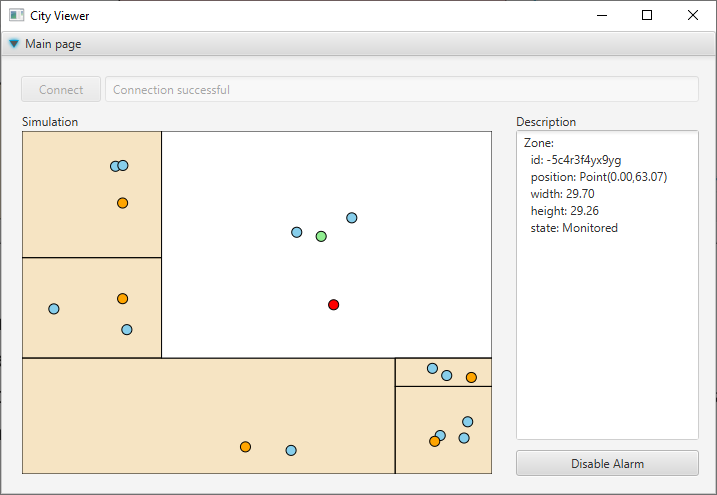 City Viewer
Main page
Connect
Connection successful
Simulation
Description
Zone:
id: -5c4r3f4yx9yg
position: Point(0.00,63.07)
width: 29.70
height: 29.26
state: Monitored
Disable Alarm